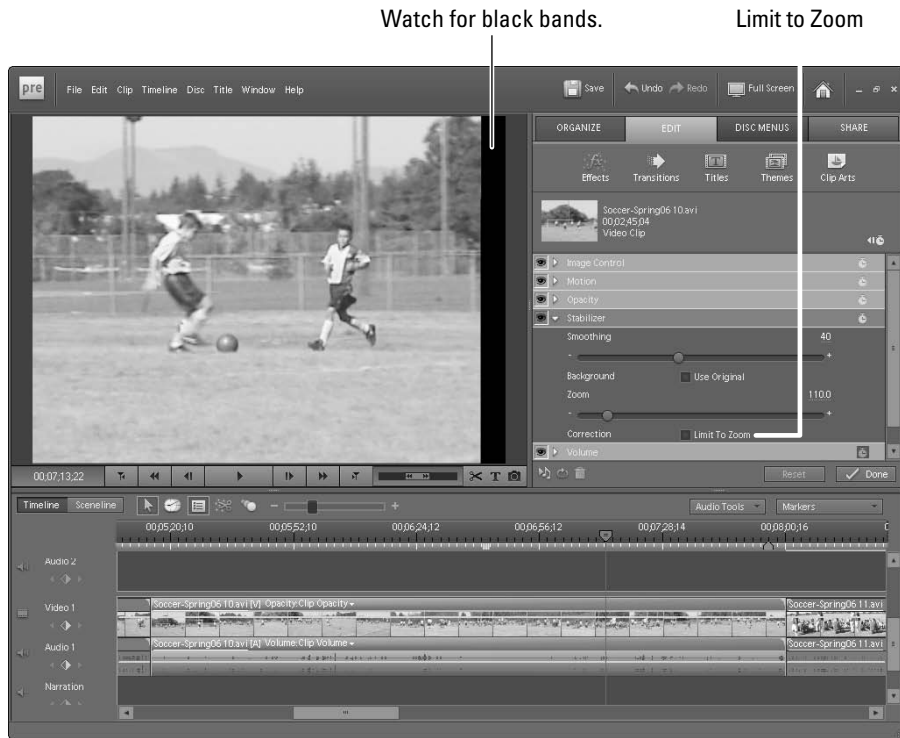 Watch for black bands. Limit to Zoom
pre File Edit Clip Timeline Disc Title Window Help Save Undo Redo Full Screen
ORGANIZE EDIT DISC MENUS SHARE
Effects Transitions Titles Themes Clip Arts
Soccer-Spring06 10.avi
00;02;45;04
Video Clip
Image Control
Motion
Opacity
Stabilizer
Smoothing 40
- +
Background Use Original
Zoom 110.0
- +
Correction Limit To Zoom
Volume
00;07;13;22 T Reset Done
Timeline Sceneline - + Audio Tools Markers
00;05;20;10 00;05;52;10 00;06;24;12 00;06;56;12 00;07;28;14 00;08;00;16
Audio 2
Video 1 Soccer-Spring06 10.avi [V] Opacity:Clip Opacity Soccer-Spring06 11.avi
Audio 1 Soccer-Spring06 10.avi [A] Volume:Clip Volume Soccer-Spring06 11.avi
Narration